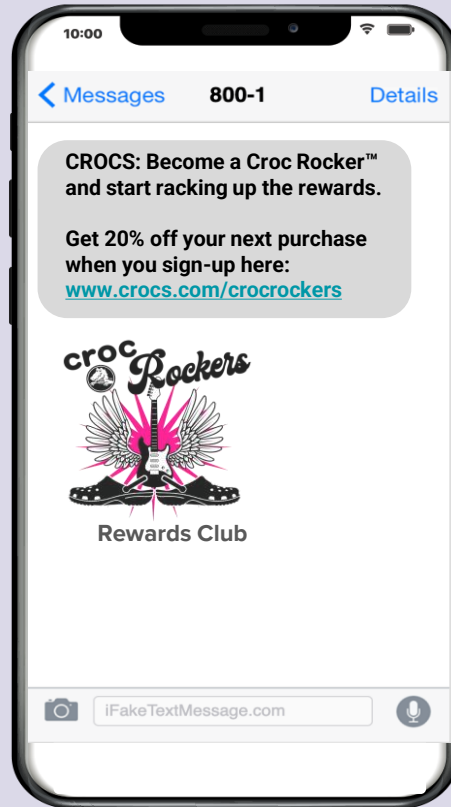 10:00
Messages 800-1 Details
CROCS: Become a Croc Rocker™
and start racking up the rewards.
Get 20% off your next purchase
when you sign-up here:
www.crocs.com/crocrockers
croc Rockers
Rewards Club
iFakeTextMessage.com